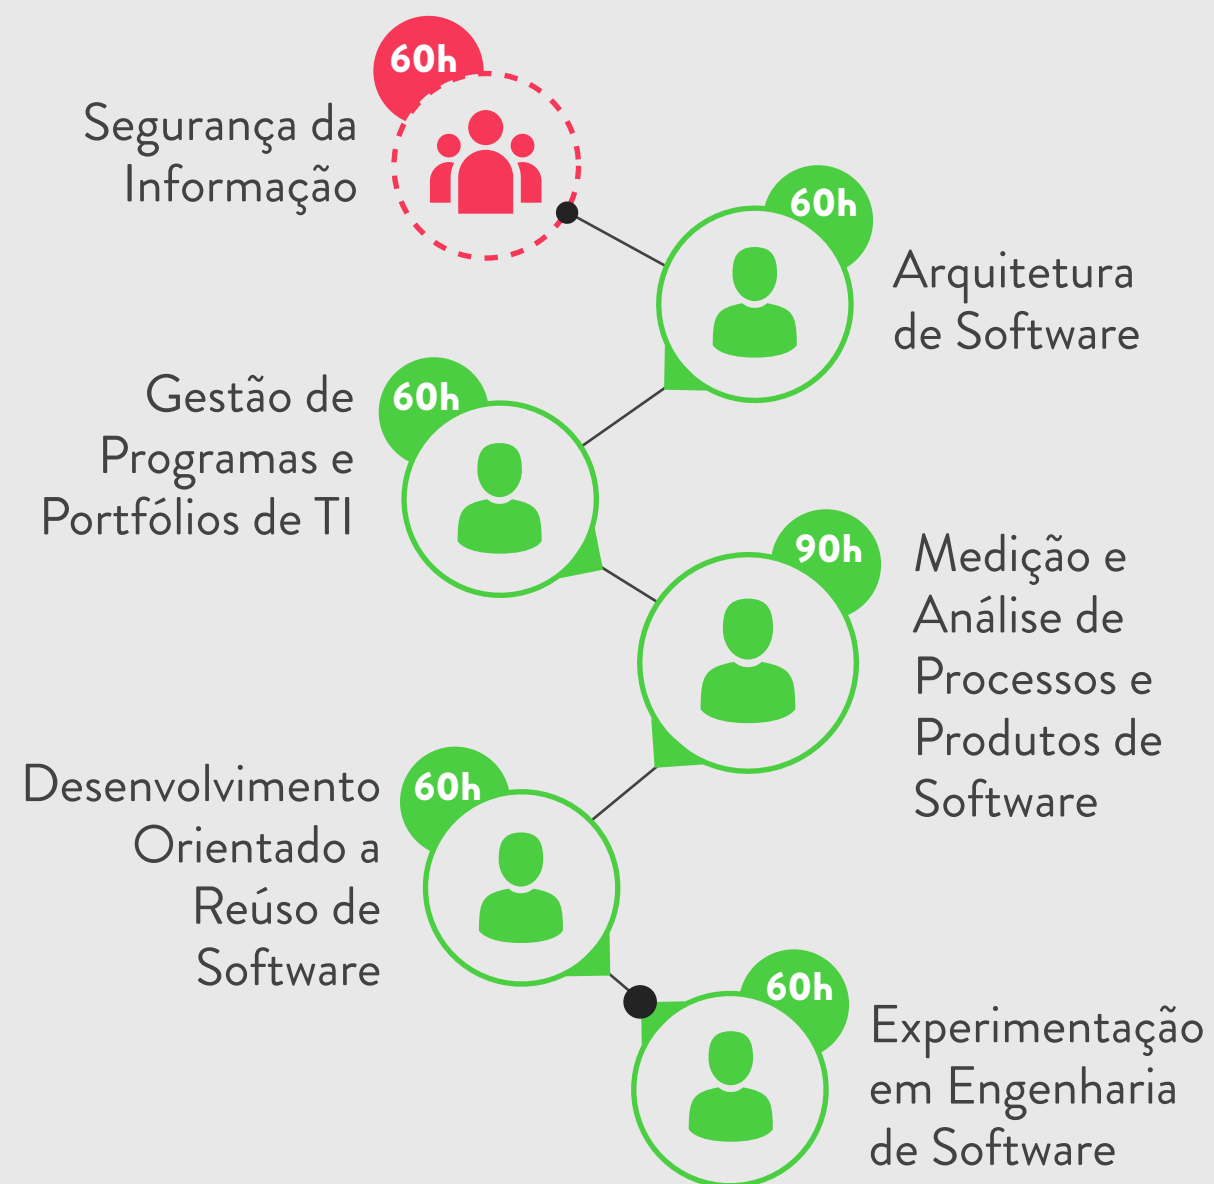 60h
Segurança da
Informação
60h
Arquitetura
de Software
60h
Gestão de
Programas e
Portfólios de TI
90h
Medição e
Análise de
Processos e
Produtos de
Software
60h
Desenvolvimento
Orientado a
Reúso de
Software
60h
Experimentação
em Engenharia
de Software